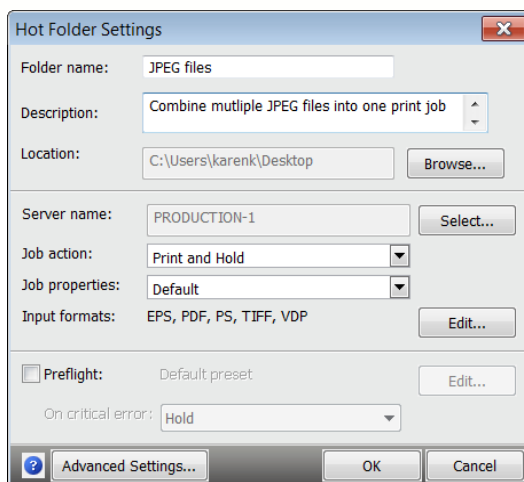 Hot Folder Settings
Folder name: JPEG files
Description: Combine mutliple JPEG files into one print job
Location: C:\Users\karenk\Desktop Browse...
Server name: PRODUCTION-1 Select...
Job action: Print and Hold
Job properties: Default
Input formats: EPS, PDF, PS, TIFF, VDP Edit...
Preflight: Default preset Edit...
On critical error: Hold
? Advanced Settings... OK Cancel